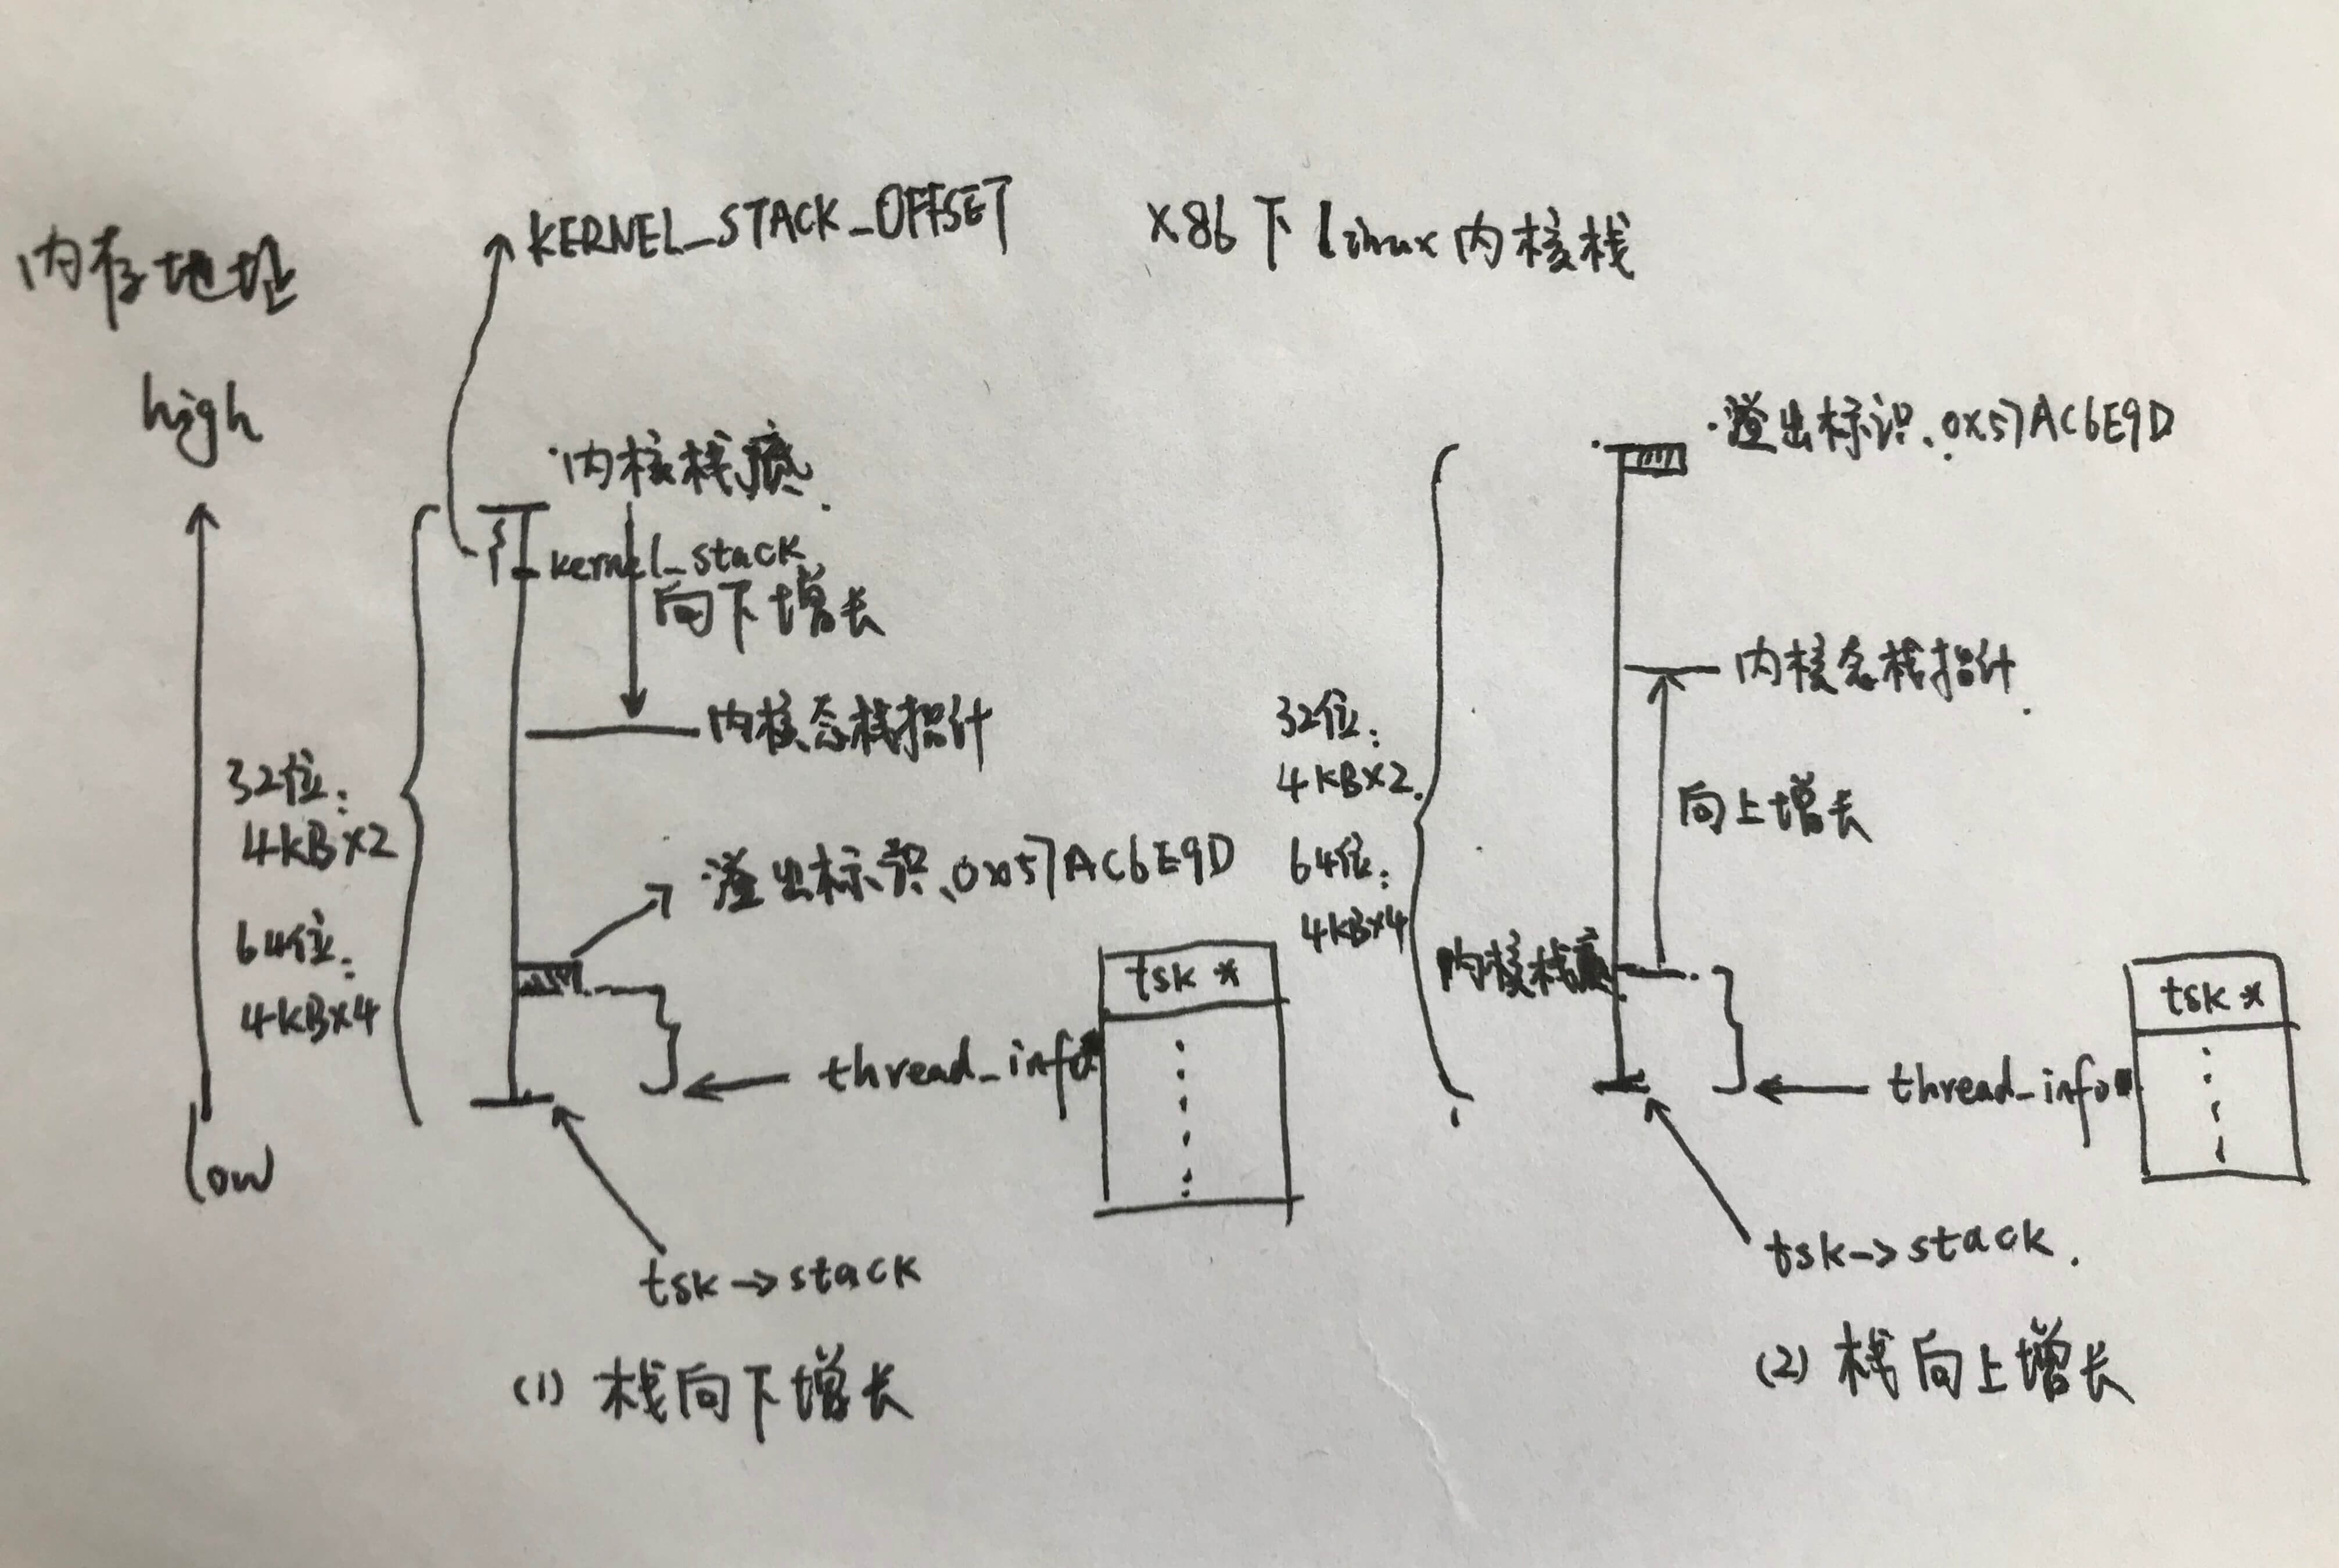 内存地址
high
low
KERNEL_STACK_OFFSET
X86下linux内核栈
内核栈底
kernel_stack
向下增长
内核态栈指针
32位:
4KB×2
64位:
4KB×4
溢出标识、0x57AC6E9D
tsk *
thread_info
tsk->stack
(1) 栈向下增长
溢出标识、0x57AC6E9D
内核态栈指针
32位:
4KB×2
向上增长
64位:
4KB×4
内核栈底
tsk *
thread_info
tsk->stack
(2) 栈向上增长